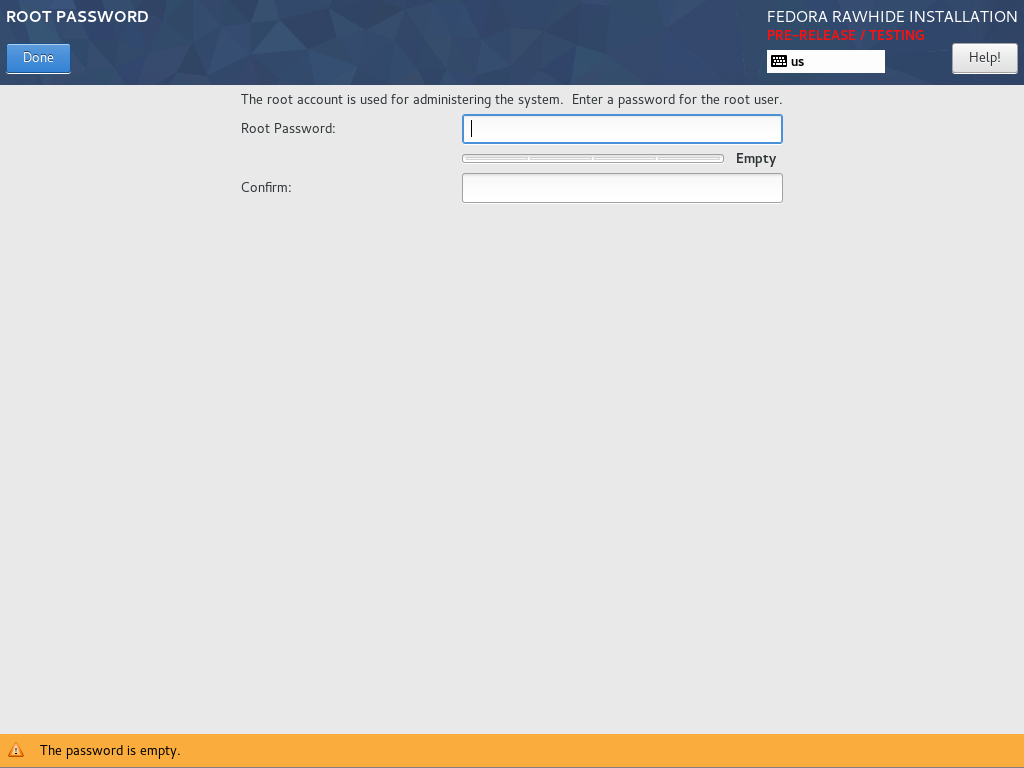 ROOT PASSWORD
FEDORA RAWHIDE INSTALLATION
PRE-RELEASE / TESTING
Done
us
Help!
The root account is used for administering the system.  Enter a password for the root user.
Root Password:
Empty
Confirm:
The password is empty.